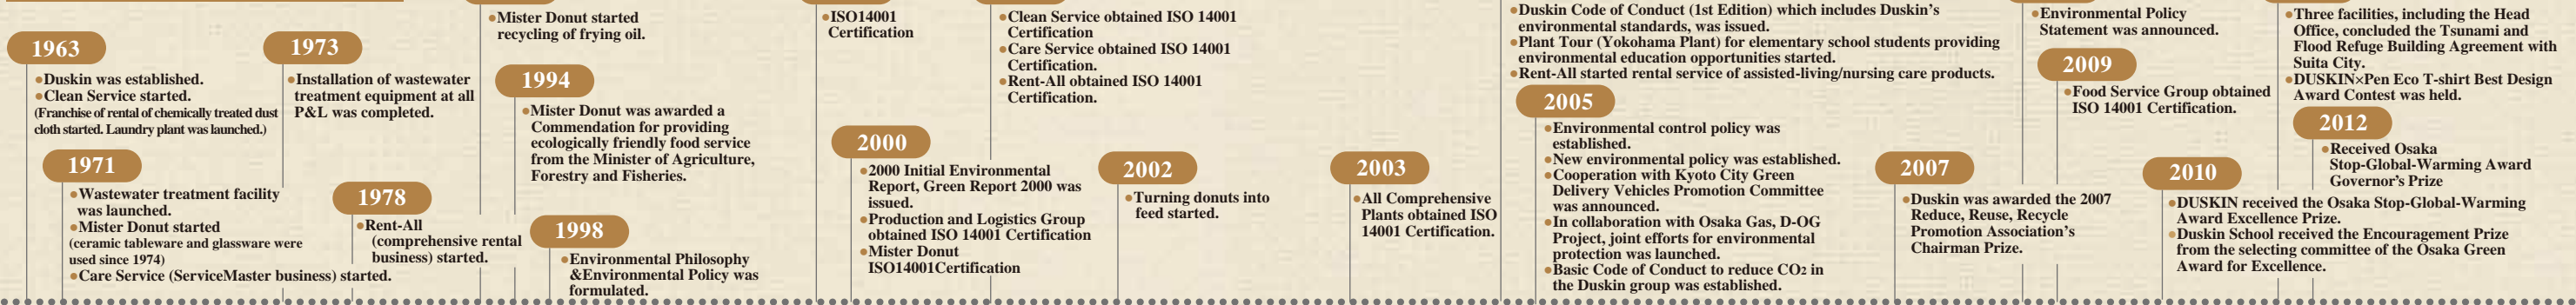 1963
●Duskin was established.
●Clean Service started.
(Franchise of rental of chemically treated dust
cloth started. Laundry plant was launched.)
1971
●Wastewater treatment facility
was launched.
●Mister Donut started
(ceramic tableware and glassware were
used since 1974)
●Care Service (ServiceMaster business) started.
1973
●Installation of wastewater
treatment equipment at all
P&L was completed.
1978
●Rent-All
(comprehensive rental
business) started.
●Mister Donut started
recycling of frying oil.
1994
●Mister Donut was awarded a
Commendation for providing
ecologically friendly food service
from the Minister of Agriculture,
Forestry and Fisheries.
1998
●Environmental Philosophy
&Environmental Policy was
formulated.
●ISO14001
Certification
2000
●2000 Initial Environmental
Report, Green Report 2000 was
issued.
●Production and Logistics Group
obtained ISO 14001 Certification
●Mister Donut
ISO14001Certification
●Clean Service obtained ISO 14001
Certification
●Care Service obtained ISO 14001
Certification.
●Rent-All obtained ISO 14001
Certification.
2002
●Turning donuts into
feed started.
2003
●All Comprehensive
Plants obtained ISO
14001 Certification.
●Duskin Code of Conduct (1st Edition) which includes Duskin's
environmental standards, was issued.
●Plant Tour (Yokohama Plant) for elementary school students providing
environmental education opportunities started.
●Rent-All started rental service of assisted-living/nursing care products.
2005
●Environmental control policy was
established.
●New environmental policy was established.
●Cooperation with Kyoto City Green
Delivery Vehicles Promotion Committee
was announced.
●In collaboration with Osaka Gas, D-OG
Project, joint efforts for environmental
protection was launched.
●Basic Code of Conduct to reduce CO2 in
the Duskin group was established.
2007
●Duskin was awarded the 2007
Reduce, Reuse, Recycle
Promotion Association's
Chairman Prize.
●Environmental Policy
Statement was announced.
2009
●Food Service Group obtained
ISO 14001 Certification.
2010
●DUSKIN received the Osaka Stop-Global-Warming
Award Excellence Prize.
●Duskin School received the Encouragement Prize
from the selecting committee of the Osaka Green
Award for Excellence.
●Three facilities, including the Head
Office, concluded the Tsunami and
Flood Refuge Building Agreement with
Suita City.
●DUSKIN×Pen Eco T-shirt Best Design
Award Contest was held.
2012
●Received Osaka
Stop-Global-Warming Award
Governor's Prize